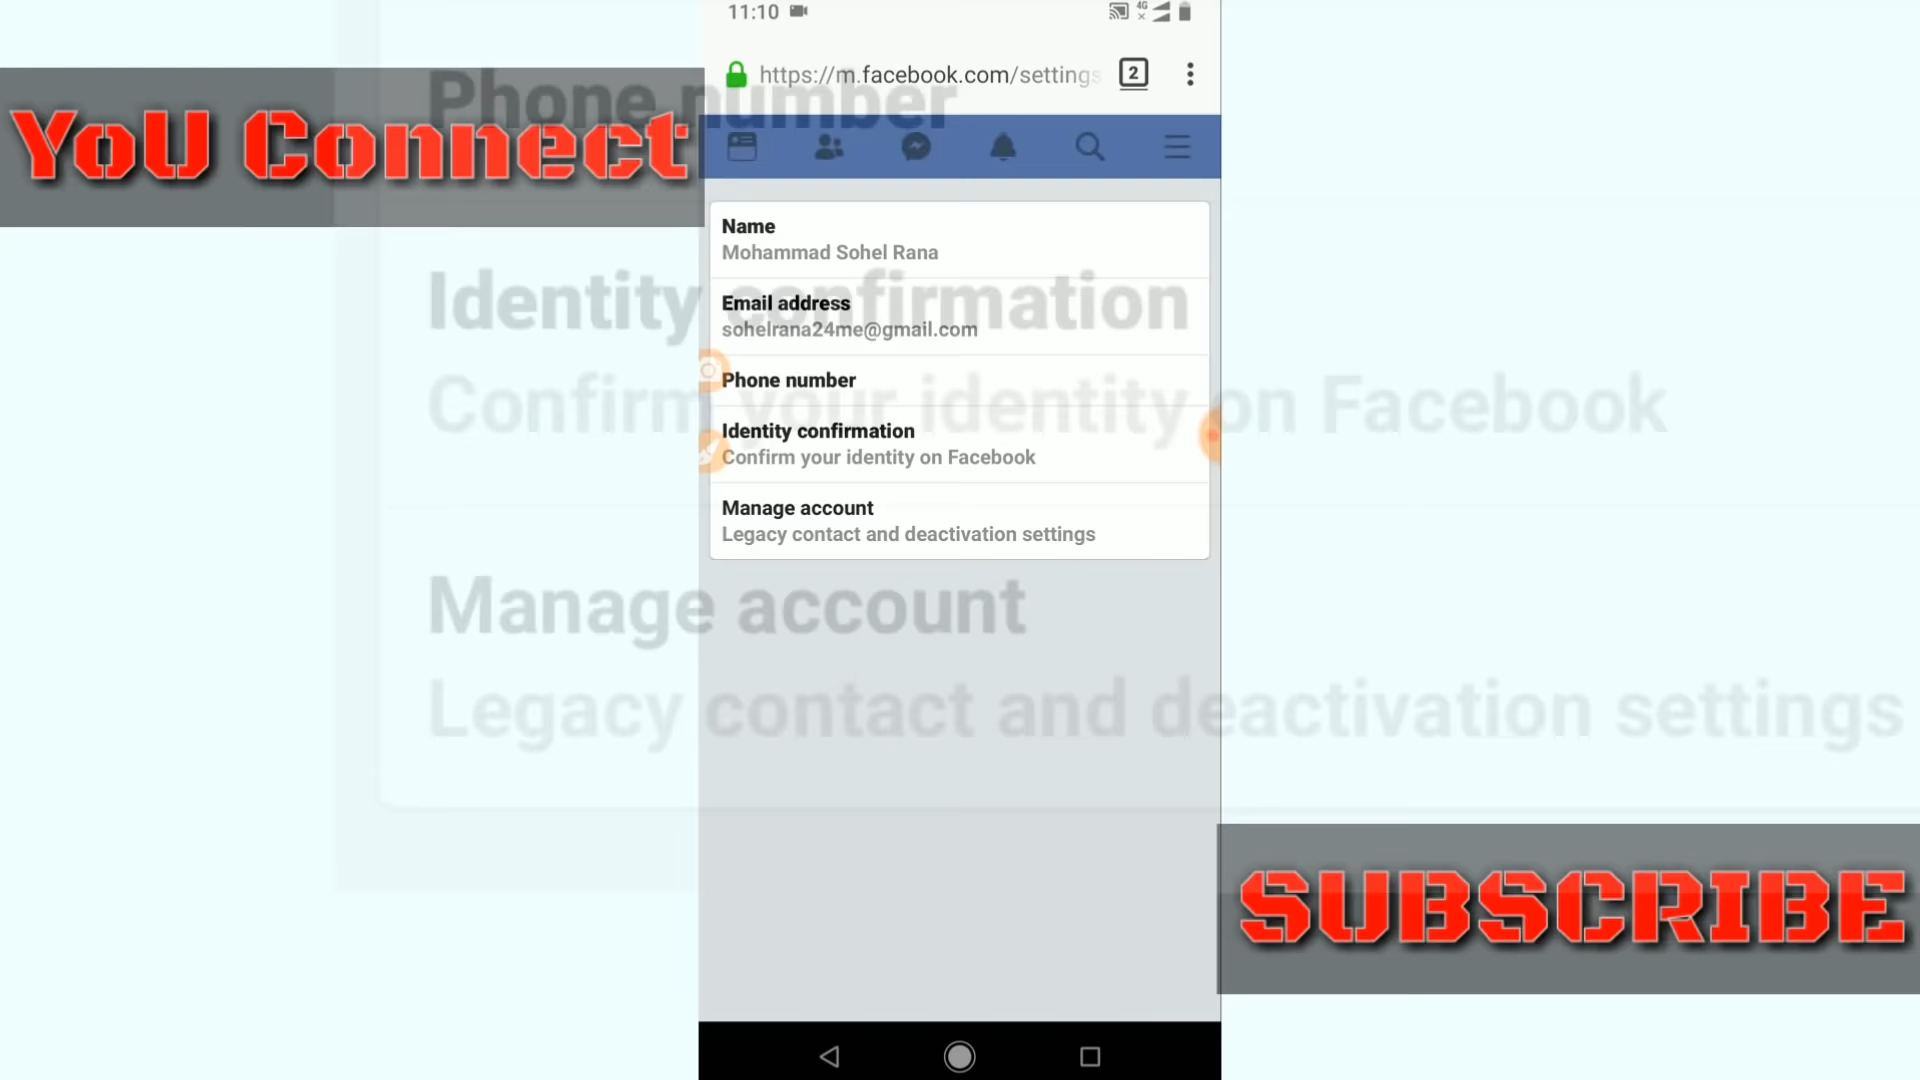 11:10
4G
https://m.facebook.com/settings
2
YoU Connect
Phone number
Name
Mohammad Sohel Rana
Identity confirmation
Email address
sohelrana24me@gmail.com
Phone number
Confirm your identity on Facebook
Identity confirmation
Confirm your identity on Facebook
Manage account
Legacy contact and deactivation settings
Manage account
Legacy contact and deactivation settings
SUBSCRIBE